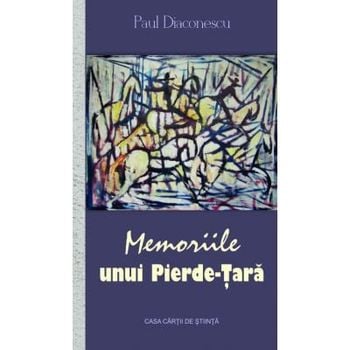 Paul Diaconescu
Memoriile
unui Pierde-Țară
CASA CĂRȚII DE ȘTIINȚĂ